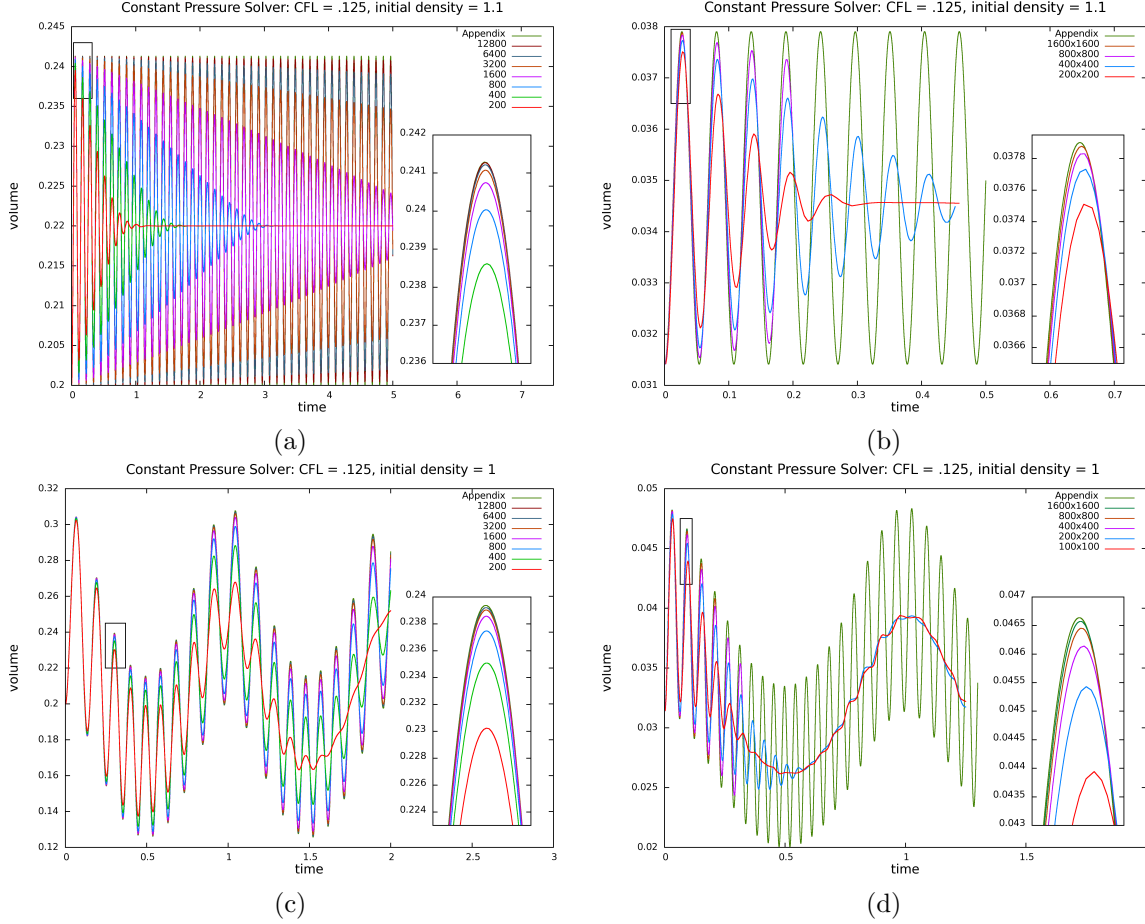 Constant Pressure Solver: CFL = .125, initial density = 1.1
volume
0.245
0.24
0.235
0.23
0.225
0.22
0.215
0.21
0.205
0.2
0 1 2 3 4 5 6 7
time
Appendix
12800
6400
3200
1600
800
400
200
0.242
0.241
0.24
0.239
0.238
0.237
0.236
(a)
Constant Pressure Solver: CFL = .125, initial density = 1.1
volume
0.038
0.037
0.036
0.035
0.034
0.033
0.032
0.031
0 0.1 0.2 0.3 0.4 0.5 0.6 0.7
time
Appendix
1600x1600
800x800
400x400
200x200
0.0378
0.0376
0.0374
0.0372
0.037
0.0368
0.0366
(b)
Constant Pressure Solver: CFL = .125, initial density = 1
volume
0.32
0.3
0.28
0.26
0.24
0.22
0.2
0.18
0.16
0.14
0.12
0 0.5 1 1.5 2 2.5 3
time
Appendix
12800
6400
3200
1600
800
400
200
0.24
0.238
0.236
0.234
0.232
0.23
0.228
0.226
0.224
(c)
Constant Pressure Solver: CFL = .125, initial density = 1
volume
0.05
0.045
0.04
0.035
0.03
0.025
0.02
0 0.5 1 1.5
time
Appendix
1600x1600
800x800
400x400
200x200
100x100
0.047
0.0465
0.046
0.0455
0.045
0.0445
0.044
0.0435
0.043
(d)